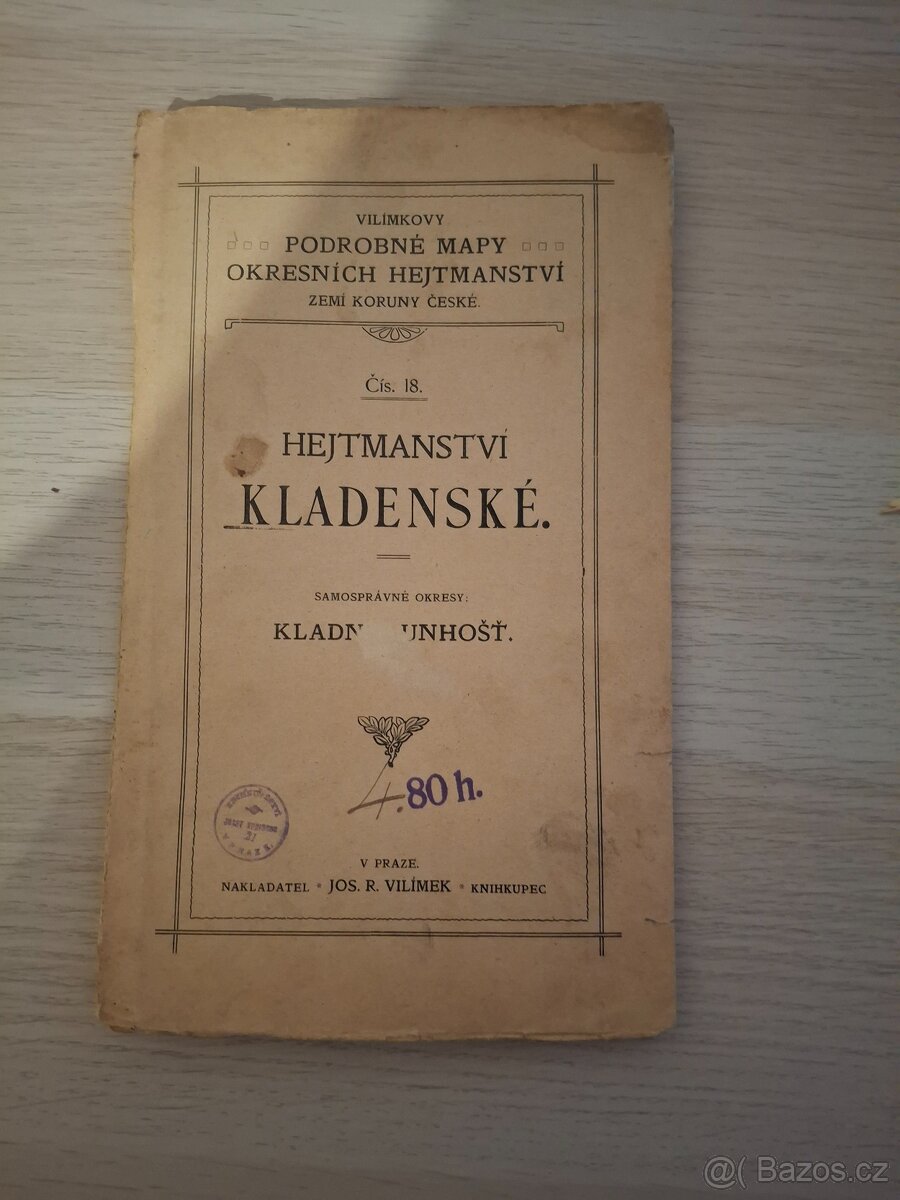 VILÍMKOVY
PODROBNÉ MAPY
OKRESNÍCH HEJTMANSTVÍ
ZEMÍ KORUNY ČESKÉ.
Čís. 18.
HEJTMANSTVÍ
KLADENSKÉ.
SAMOSPRÁVNÉ OKRESY:
KLADN UNHOŠŤ.
4.80 h.
V PRAZE.
NAKLADATEL • JOS. R. VILÍMEK • KNIHKUPEC
@( Bazos.cz